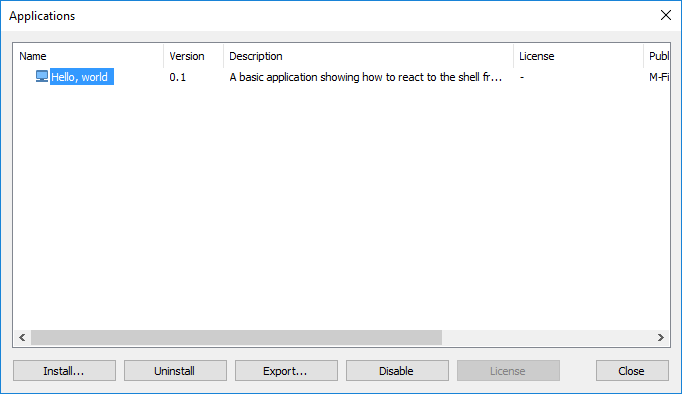 Applications
Name Version Description License Publ
Hello, world 0.1 A basic application showing how to react to the shell fr... - M-Fi
Install... Uninstall Export... Disable License Close